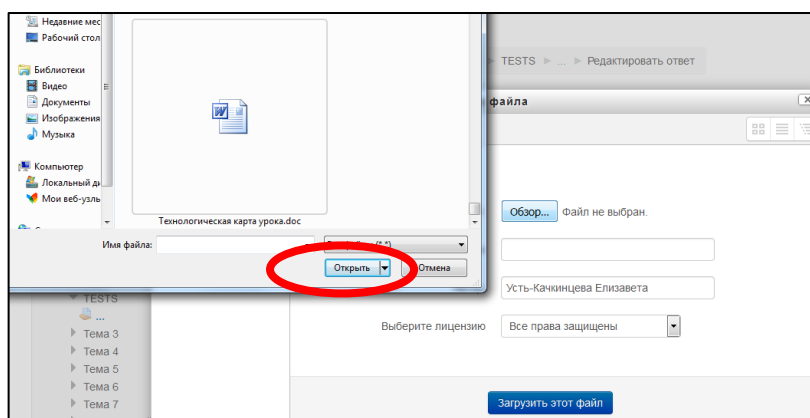 Недавние мес
Рабочий стол
Библиотеки
Видео
Документы
Изображения
Музыка
Компьютер
Локальный ди
Мои веб-узль
Технологическая карта урока.doc
Имя файла:
(*.*)
Открыть
Отмена
TESTS
...
Тема 3
Тема 4
Тема 5
Тема 6
Тема 7
TESTS ... Редактировать ответ
файла
Обзор... Файл не выбран.
Усть-Качкинцева Елизавета
Выберите лицензию Все права защищены
Загрузить этот файл